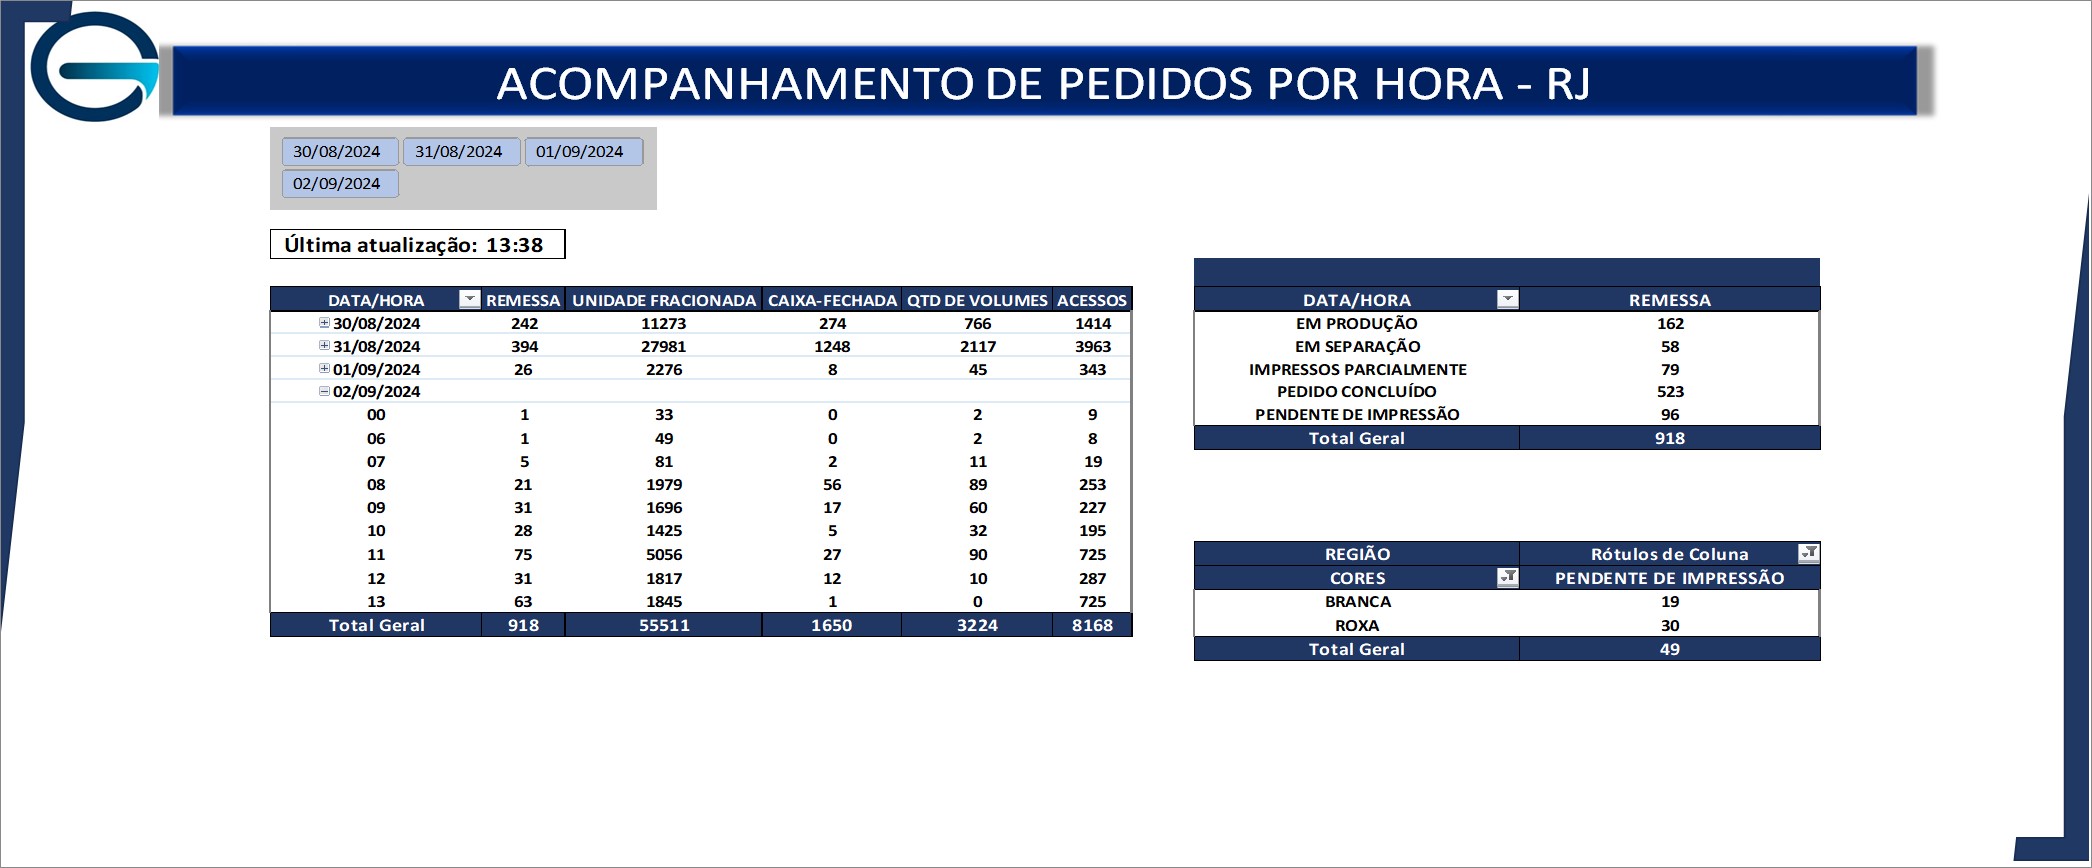 ACOMPANHAMENTO DE PEDIDOS POR HORA - RJ
30/08/2024 31/08/2024 01/09/2024
02/09/2024
Última atualização: 13:38
DATA/HORA REMESSA UNIDADE FRACIONADA CAIXA-FECHADA QTD DE VOLUMES ACESSOS
30/08/2024 242 11273 274 766 1414
31/08/2024 394 27981 1248 2117 3963
01/09/2024 26 2276 8 45 343
02/09/2024
00 1 33 0 2 9
06 1 49 0 2 8
07 5 81 2 11 19
08 21 1979 56 89 253
09 31 1696 17 60 227
10 28 1425 5 32 195
11 75 5056 27 90 725
12 31 1817 12 10 287
13 63 1845 1 0 725
Total Geral 918 55511 1650 3224 8168
DATA/HORA REMESSA
EM PRODUÇÃO 162
EM SEPARAÇÃO 58
IMPRESSOS PARCIALMENTE 79
PEDIDO CONCLUÍDO 523
PENDENTE DE IMPRESSÃO 96
Total Geral 918
REGIÃO Rótulos de Coluna
CORES PENDENTE DE IMPRESSÃO
BRANCA 19
ROXA 30
Total Geral 49